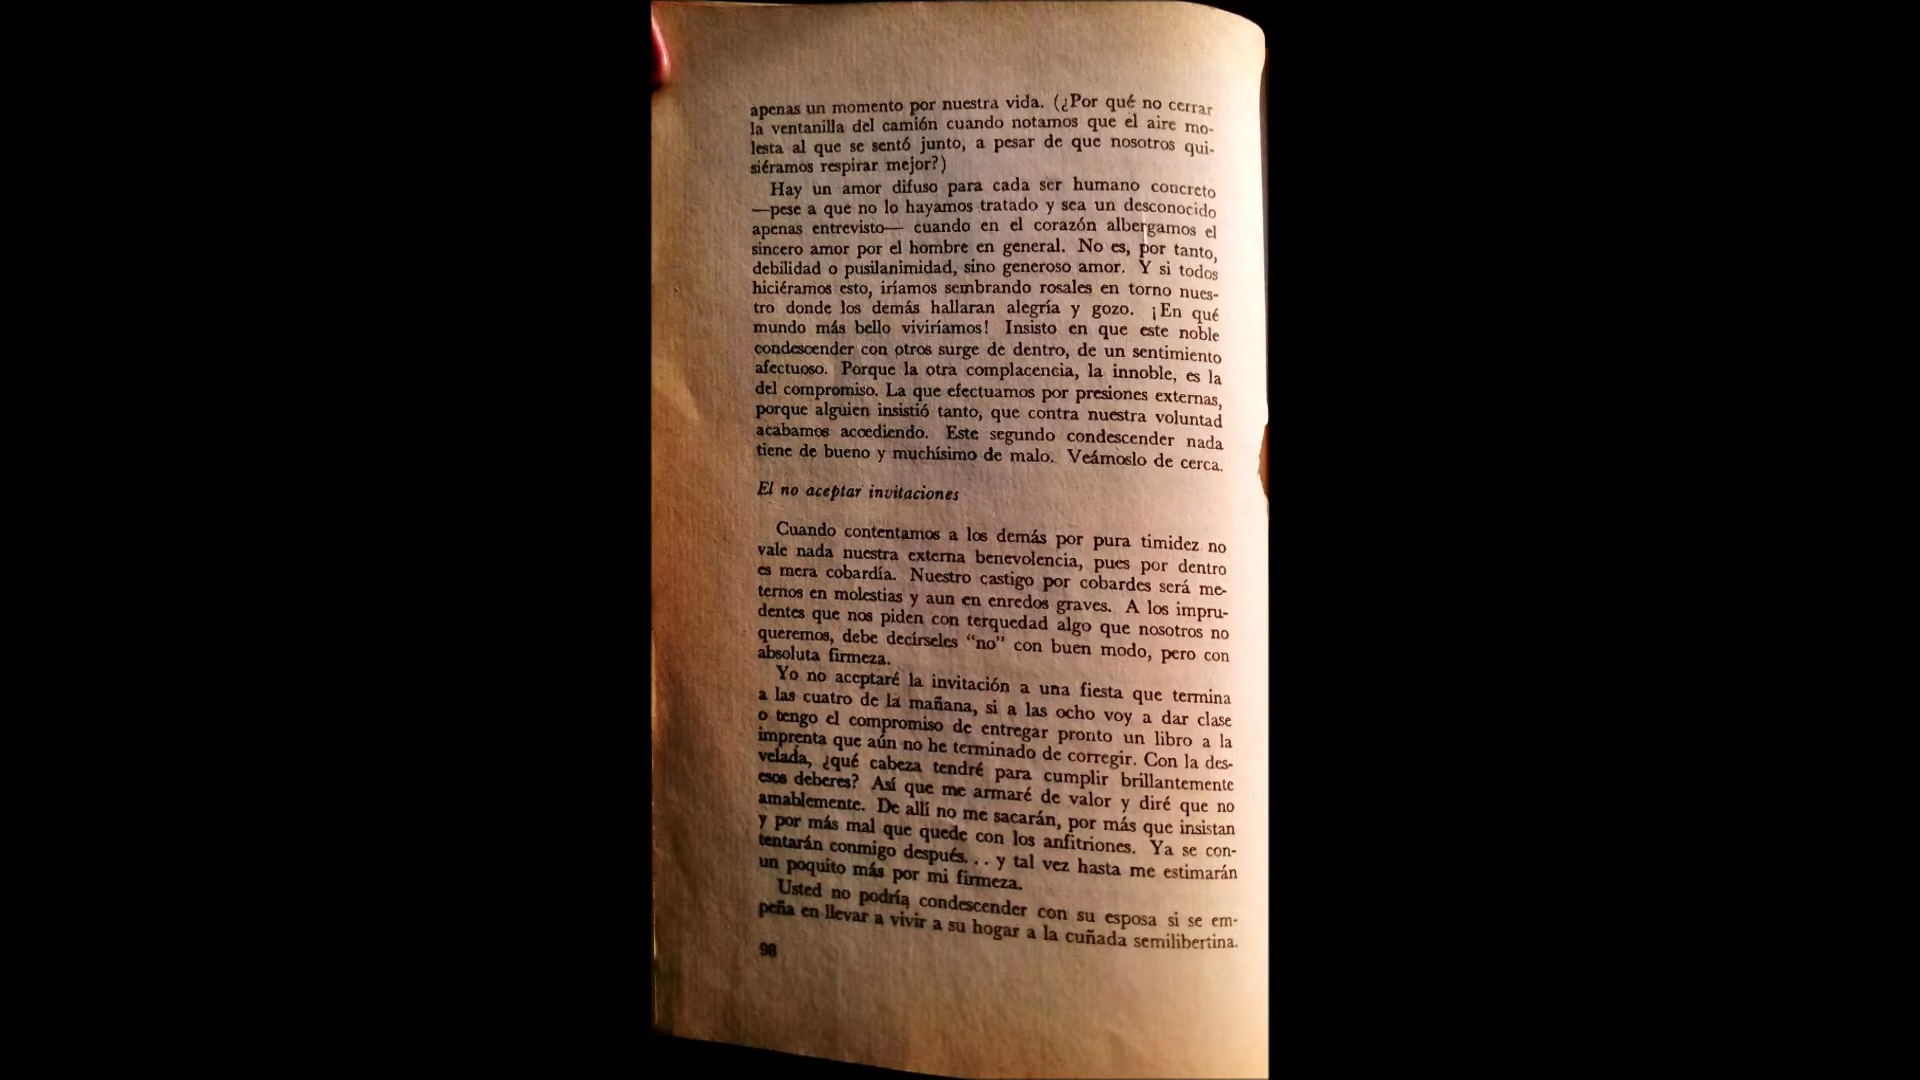 apenas un momento por nuestra vida. (¿Por qué no cerrar
la ventanilla del camión cuando notamos que el aire mo-
lesta al que se sentó junto, a pesar de que nosotros qui-
siéramos respirar mejor?)
Hay un amor difuso para cada ser humano concreto
—pese a que no lo hayamos tratado y sea un desconocido
apenas entrevisto— cuando en el corazón albergamos el
sincero amor por el hombre en general. No es, por tanto,
debilidad o pusilanimidad, sino generoso amor. Y si todos
hiciéramos esto, iríamos sembrando rosales en torno nues-
tro donde los demás hallaran alegría y gozo. ¡En qué
mundo más bello viviríamos! Insisto en que este noble
condescender con otros surge de dentro, de un sentimiento
afectuoso. Porque la otra complacencia, la innoble, es la
del compromiso. La que efectuamos por presiones externas,
porque alguien insistió tanto, que contra nuestra voluntad
acabamos accediendo. Este segundo condescender nada
tiene de bueno y muchísimo de malo. Veámoslo de cerca.
El no aceptar invitaciones
Cuando contentamos a los demás por pura timidez no
vale nada nuestra externa benevolencia, pues por dentro
es mera cobardía. Nuestro castigo por cobardes será me-
ternos en molestias y aun en enredos graves. A los impru-
dentes que nos piden con terquedad algo que nosotros no
queremos, debe decírseles “no” con buen modo, pero con
absoluta firmeza.
Yo no aceptaré la invitación a una fiesta que termina
a las cuatro de la mañana, si a las ocho voy a dar clase
o tengo el compromiso de entregar pronto un libro a la
imprenta que aún no he terminado de corregir. Con la des-
velada, ¿qué cabeza tendré para cumplir brillantemente
esos deberes? Así que me armaré de valor y diré que no
amablemente. De allí no me sacarán, por más que insistan
y por más mal que quede con los anfitriones. Ya se con-
tentarán conmigo después... y tal vez hasta me estimarán
un poquito más por mi firmeza.
Usted no podría condescender con su esposa si se em-
peña en llevar a vivir a su hogar a la cuñada semilibertina.
98